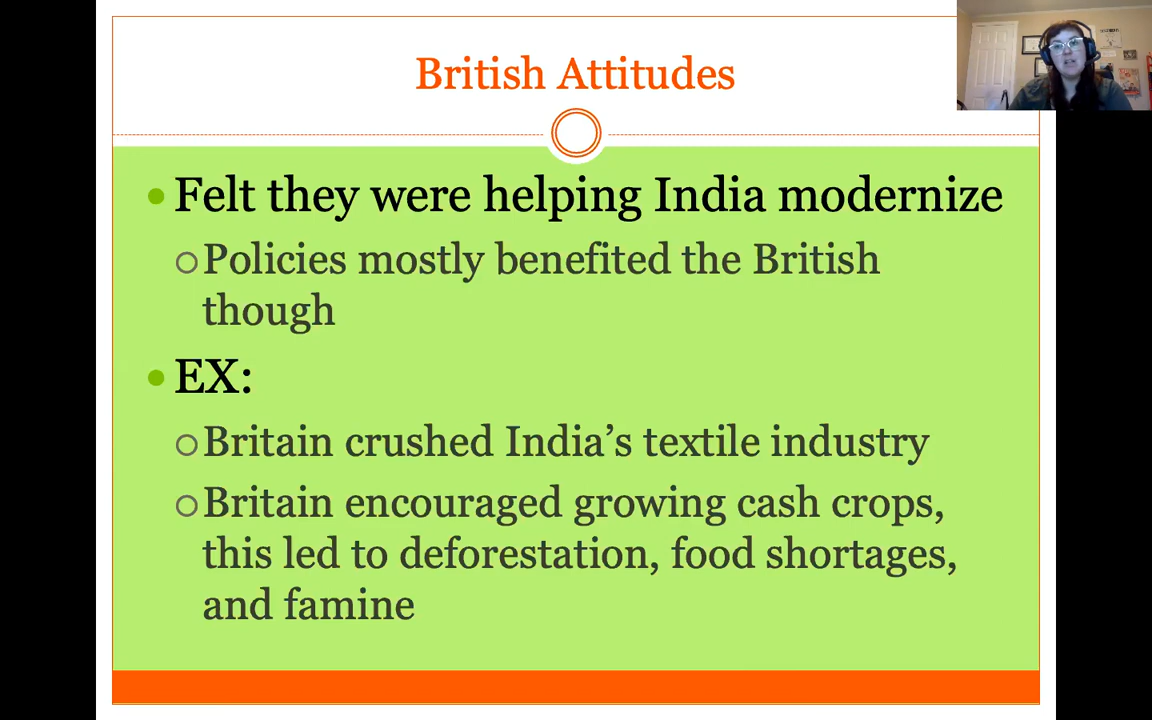 British Attitudes
Felt they were helping India modernize
Policies mostly benefited the British
though
EX:
Britain crushed India's textile industry
Britain encouraged growing cash crops,
this led to deforestation, food shortages,
and famine